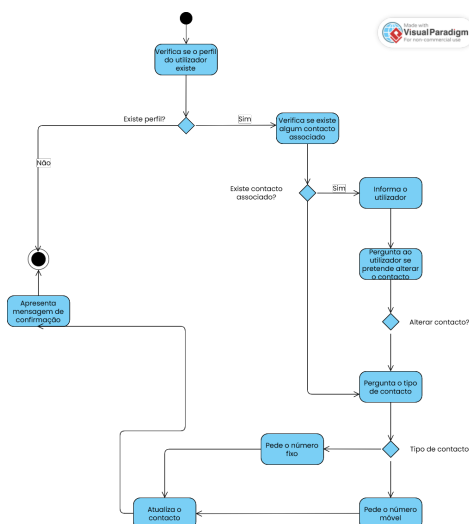 Made with
Visual Paradigm
For non-commercial use
Verifica se o perfil
do utilizador
existe
Existe perfil?
Sim
Verifica se existe
algum contacto
associado
Não
Existe contacto
associado?
Sim
Informa o
utilizador
Pergunta ao
utilizador se
pretende alterar
o contacto
Apresenta
mensagem de
confirmação
Alterar contacto?
Pergunta o tipo
de contacto
Pede o número
fixo
Tipo de contacto
Atualiza o
contacto
Pede o número
móvel